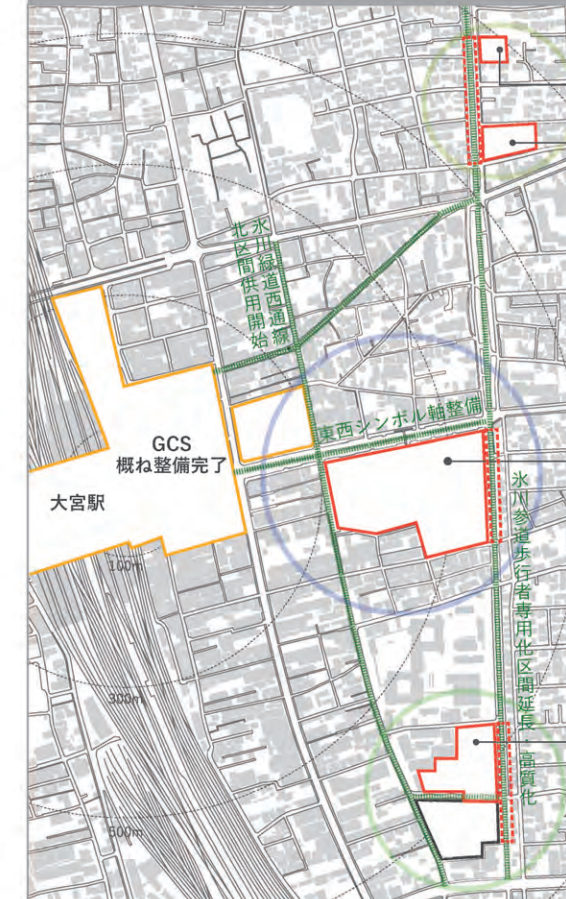 氷川緑道西通線
北区間供用開始
東西シンボル軸整備
GCS
概ね整備完了
大宮駅
氷川参道歩行者専用化区間延長・高質化
100m
300m
500m